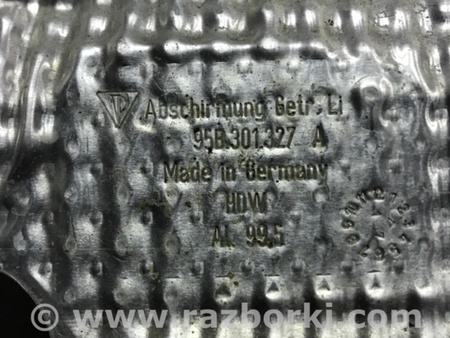 Abschirmung Getr. Li
95B.301.327 A
Made in Germany
HDW
AL 99,5
© www.razborki.com